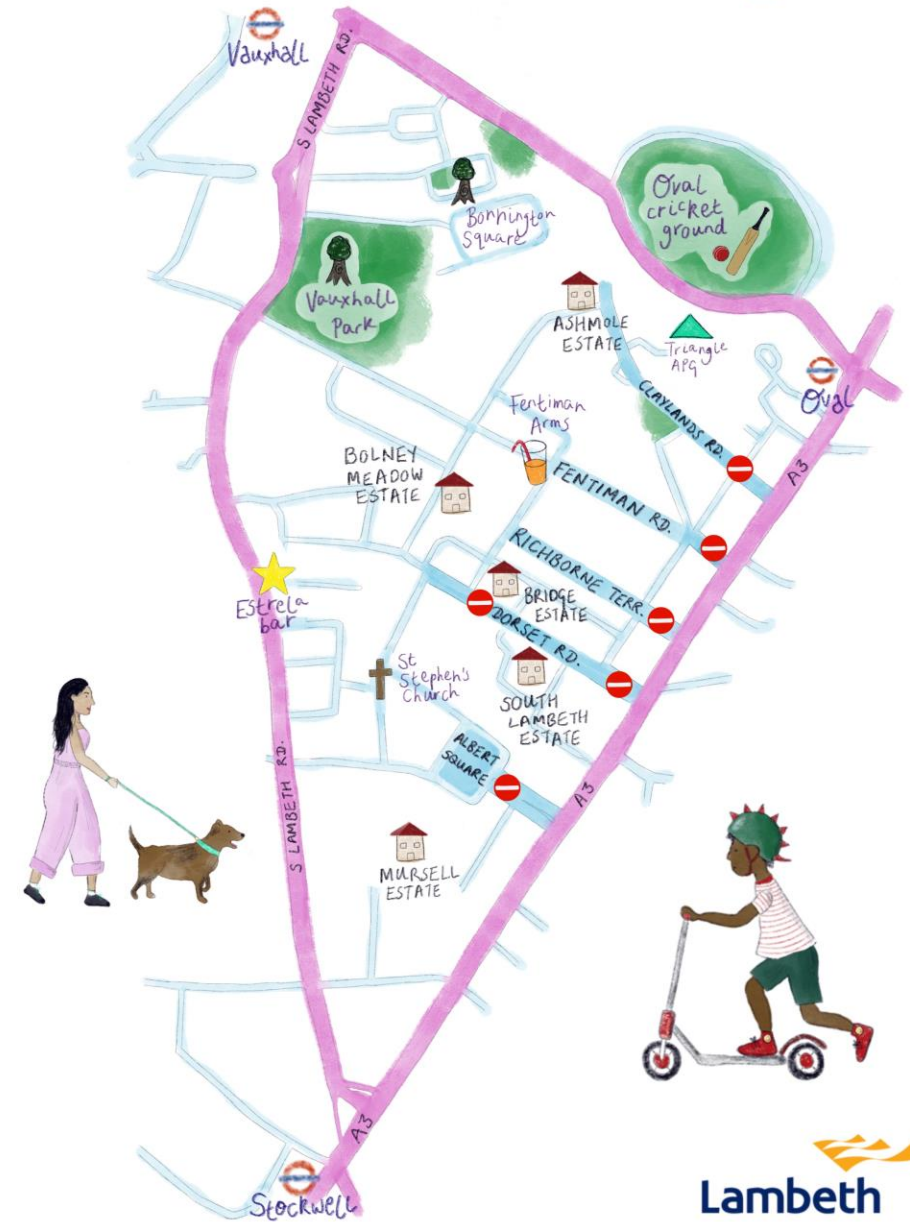 Vauxhall
S LAMBETH RD.
Oval
cricket
ground
Bonnington
Square
Vauxhall
Park
ASHMOLE
ESTATE
Triangle
APG
Oval
CLAYLANDS RD.
A3
Fentiman
Arms
BOLNEY
MEADOW
ESTATE
FENTIMAN RD.
RICHBORNE TERR.
BRIDGE
ESTATE
Estrela
bar
DORSET RD.
St
Stephen's
Church
SOUTH
LAMBETH
ESTATE
ALBERT
SQUARE
A3
S LAMBETH RD.
MURSELL
ESTATE
A3
Stockwell
Lambeth